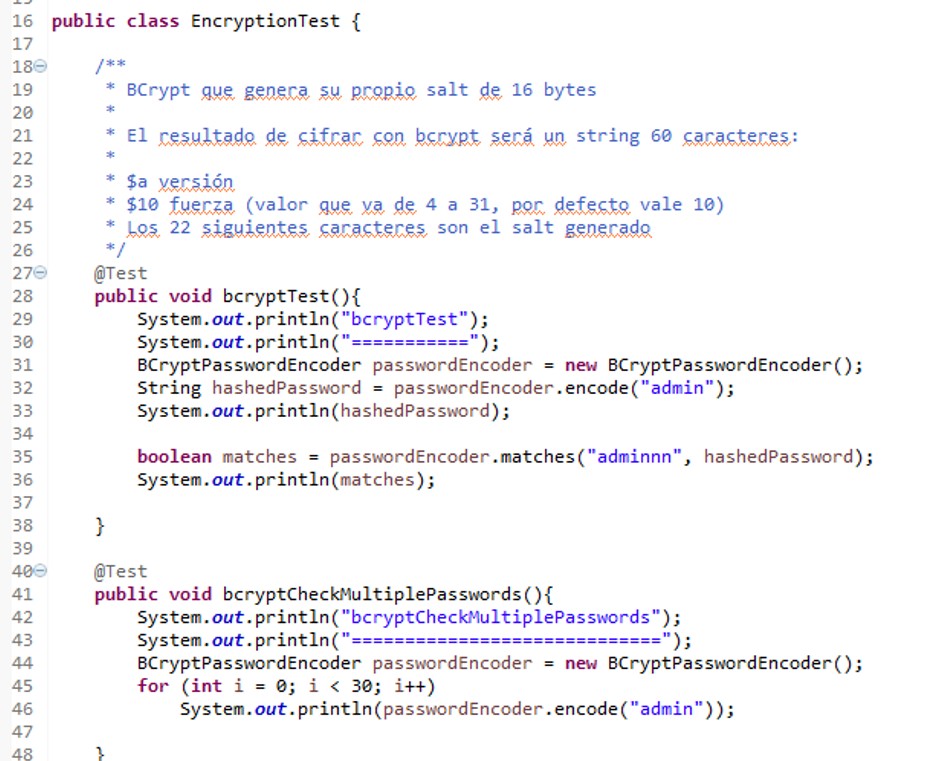 16 public class EncryptionTest {
17
18 /**
19 * BCrypt que genera su propio salt de 16 bytes
20 *
21 * El resultado de cifrar con bcrypt será un string 60 caracteres:
22 *
23 * $a versión
24 * $10 fuerza (valor que va de 4 a 31, por defecto vale 10)
25 * Los 22 siguientes caracteres son el salt generado
26 */
27 @Test
28 public void bcryptTest(){
29 System.out.println("bcryptTest");
30 System.out.println("===========");
31 BCryptPasswordEncoder passwordEncoder = new BCryptPasswordEncoder();
32 String hashedPassword = passwordEncoder.encode("admin");
33 System.out.println(hashedPassword);
34
35 boolean matches = passwordEncoder.matches("adminnn", hashedPassword);
36 System.out.println(matches);
37
38 }
39
40 @Test
41 public void bcryptCheckMultiplePasswords(){
42 System.out.println("bcryptCheckMultiplePasswords");
43 System.out.println("=============================");
44 BCryptPasswordEncoder passwordEncoder = new BCryptPasswordEncoder();
45 for (int i = 0; i < 30; i++)
46 System.out.println(passwordEncoder.encode("admin"));
47
48 }